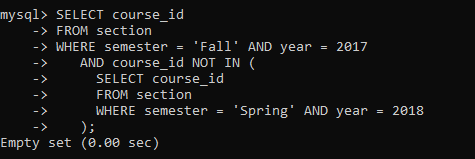 mysql> SELECT course_id
    -> FROM section
    -> WHERE semester = 'Fall' AND year = 2017
    ->   AND course_id NOT IN (
    ->     SELECT course_id
    ->     FROM section
    ->     WHERE semester = 'Spring' AND year = 2018
    ->   );
Empty set (0.00 sec)